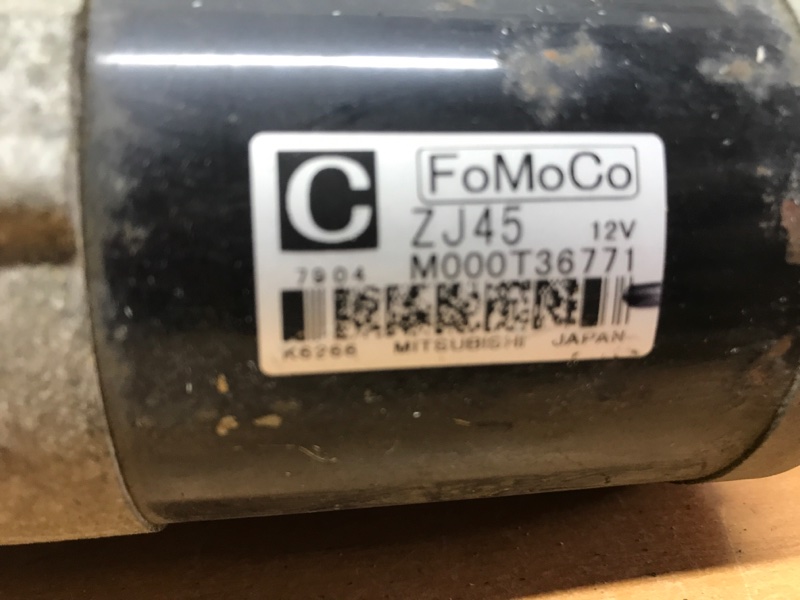 C
FoMoCo
ZJ45 12V
7904 M000T36771
K6266 MITSUBISHI JAPAN